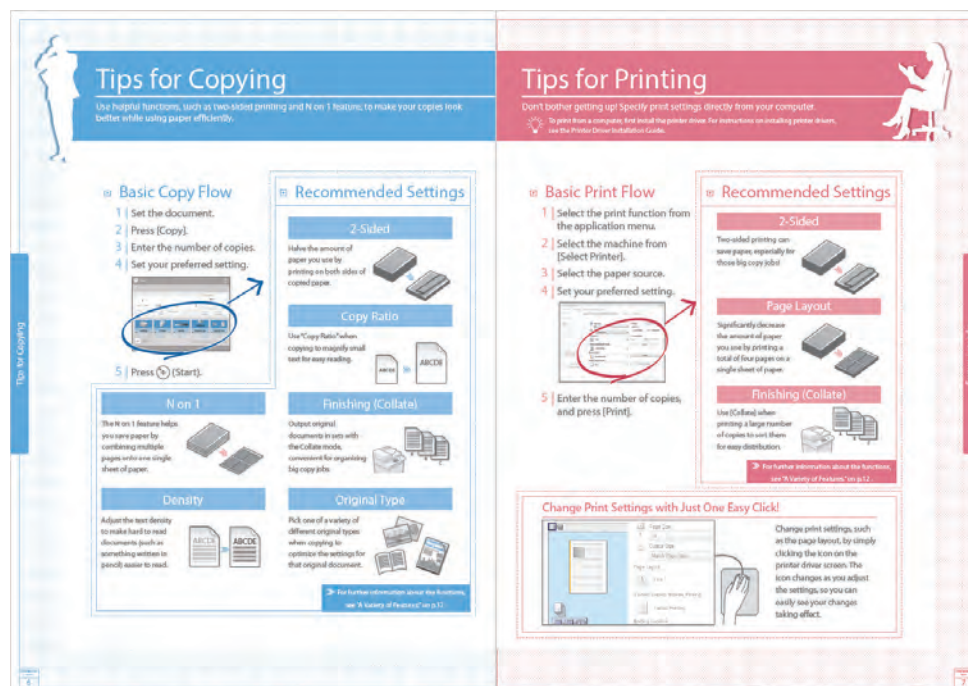 Tips for Copying
Use helpful functions, such as two-sided printing and N on 1 feature, to make your copies look
better while using paper efficiently.
Basic Copy Flow
1 | Set the document.
2 | Press [Copy].
3 | Enter the number of copies.
4 | Set your preferred setting.
5 | Press (Start).
Recommended Settings
2-Sided
Halve the amount of
paper you use by
printing on both sides of
copied paper.
Copy Ratio
Use "Copy Ratio" when
copying to magnify small
text for easy reading.
ABCDE
ABCDE
N on 1
The N on 1 feature helps
you save paper by
combining multiple
pages onto one single
sheet of paper.
Finishing (Collate)
Output original
documents in sets with
the Collate mode,
convenient for organizing
big copy jobs.
Density
Adjust the text density
to make hard to read
documents (such as
something written in
pencil) easier to read.
ABCDE
ABCDE
Original Type
Pick one of a variety of
different original types
when copying to
optimize the settings for
that original document.
For further information about the functions,
see "A Variety of Features" on p.12.
Tips for Copying
6
Tips for Printing
Don't bother getting up! Specify print settings directly from your computer.
To print from a computer, first install the printer driver. For instructions on installing printer drivers,
see the Printer Driver Installation Guide.
Basic Print Flow
1 | Select the print function from
the application menu.
2 | Select the machine from
[Select Printer].
3 | Select the paper source.
4 | Set your preferred setting.
5 | Enter the number of copies,
and press [Print].
Recommended Settings
2-Sided
Two-sided printing can
save paper, especially for
those big copy jobs!
Page Layout
Significantly decrease
the amount of paper
you use by printing a
total of four pages on a
single sheet of paper.
Finishing (Collate)
Use [Collate] when
printing a large number
of copies to sort them
for easy distribution.
For further information about the functions,
see "A Variety of Features" on p.12.
Change Print Settings with Just One Easy Click!
Page Size
Output Size
Page Layout
Change print settings, such
as the page layout, by simply
clicking the icon on the
printer driver screen. The
icon changes as you adjust
the settings, so you can
easily see your changes
taking effect.
7